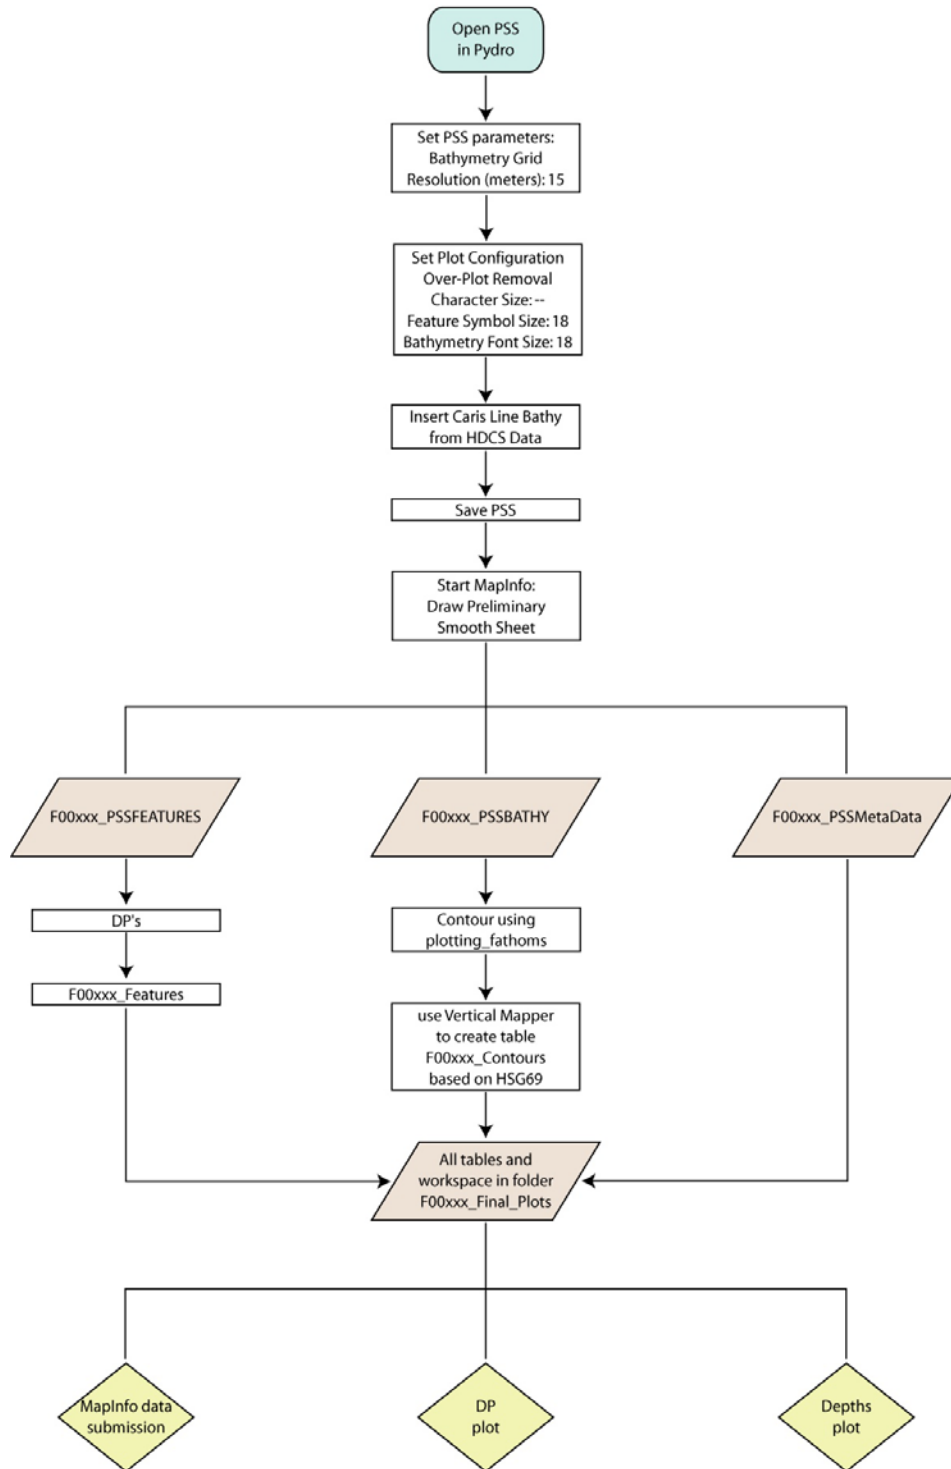 Open PSS
in Pydro
Set PSS parameters:
Bathymetry Grid
Resolution (meters): 15
Set Plot Configuration
Over-Plot Removal
Character Size: --
Feature Symbol Size: 18
Bathymetry Font Size: 18
Insert Caris Line Bathy
from HDCS Data
Save PSS
Start MapInfo:
Draw Preliminary
Smooth Sheet
F00xxx_PSSFEATURES
F00xxx_PSSBATHY
F00xxx_PSSMetaData
DP's
F00xxx_Features
Contour using
plotting_fathoms
use Vertical Mapper
to create table
F00xxx_Contours
based on HSG69
All tables and
workspace in folder
F00xxx_Final_Plots
MapInfo data
submission
DP
plot
Depths
plot